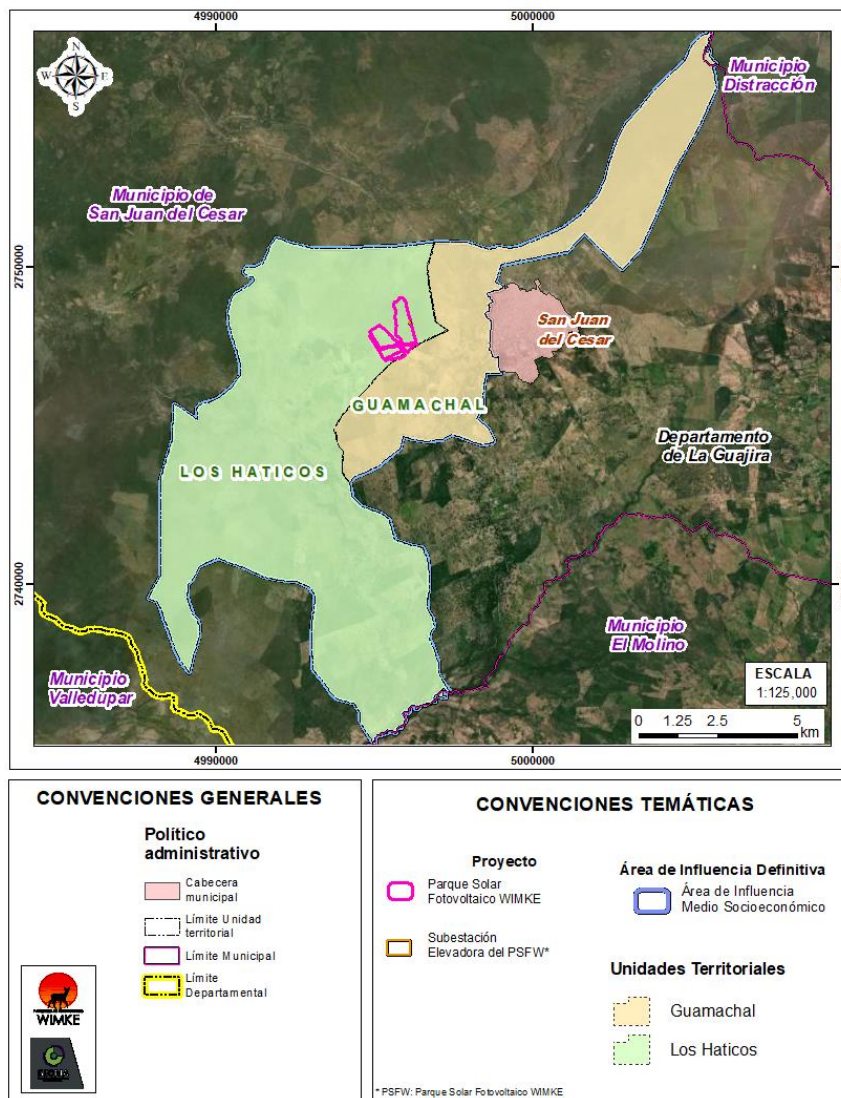 4990000
5000000
N
W
E
S
Municipio
Distracción
Municipio de
San Juan del Cesar
2750000
San Juan
del Cesar
GUAMACHAL
Departamento
de La Guajira
LOS HATICOS
2740000
Municipio
El Molino
Municipio
Valledupar
ESCALA
1:125,000
0 1.25 2.5 5
km
4990000
5000000
CONVENCIONES GENERALES
Político
administrativo
Cabecera
municipal
Límite Unidad
territorial
Límite Municipal
Límite
Departamental
WIMKE
CONVENCIONES TEMÁTICAS
Proyecto
Parque Solar
Fotovoltaico WIMKE
Subestación
Elevadora del PSFW*
Área de Influencia Definitiva
Área de Influencia
Medio Socioeconómico
Unidades Territoriales
Guamachal
Los Haticos
* PSFW: Parque Solar Fotovoltaico WIMKE